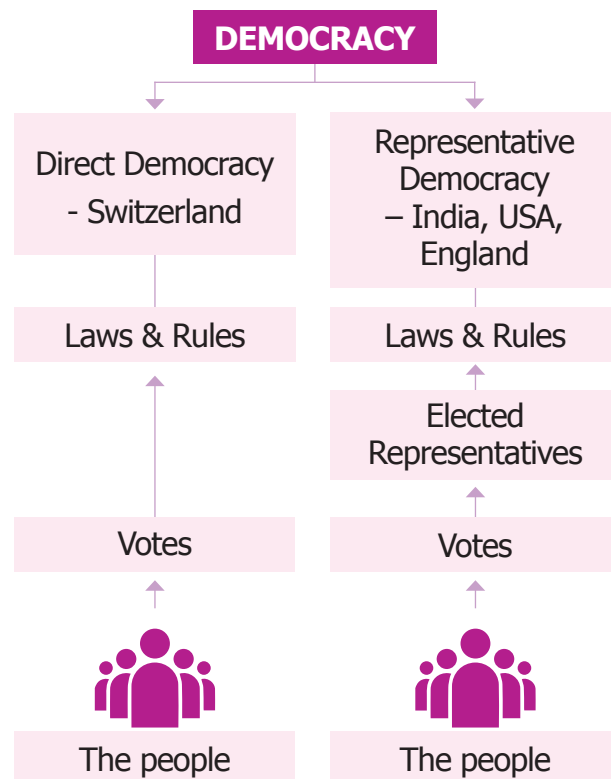 DEMOCRACY
Direct Democracy
- Switzerland
Laws & Rules
Votes
The people
Representative
Democracy
– India, USA,
England
Laws & Rules
Elected
Representatives
Votes
The people